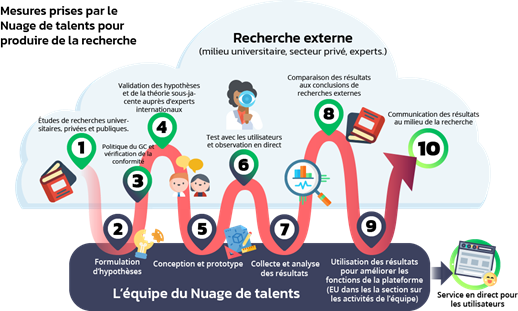 Mesures prises par le
Nuage de talents pour
produire de la recherche
Recherche externe
(milieu universitaire, secteur privé, experts.)
Études de recherches univer-
sitaires, privées et publiques.
1
Formulation
d'hypothèses
2
Politique du GC et
vérification de la
conformité
3
Validation des hypothèses
et de la théorie sous-ja-
cente auprès d'experts
internationaux
4
Conception et prototype
5
Test avec les utilisateurs
et observation en direct
6
Collecte et analyse
des résultats
7
Comparaison des résultats
aux conclusions de
recherches externes
8
Utilisation des résultats
pour améliorer les
fonctions de la plateforme
(EU dans les la section sur
les activités de l'équipe)
9
Communication des résultats
au milieu de la recherche
10
L'équipe du Nuage de talents
Service en direct pour
les utilisateurs